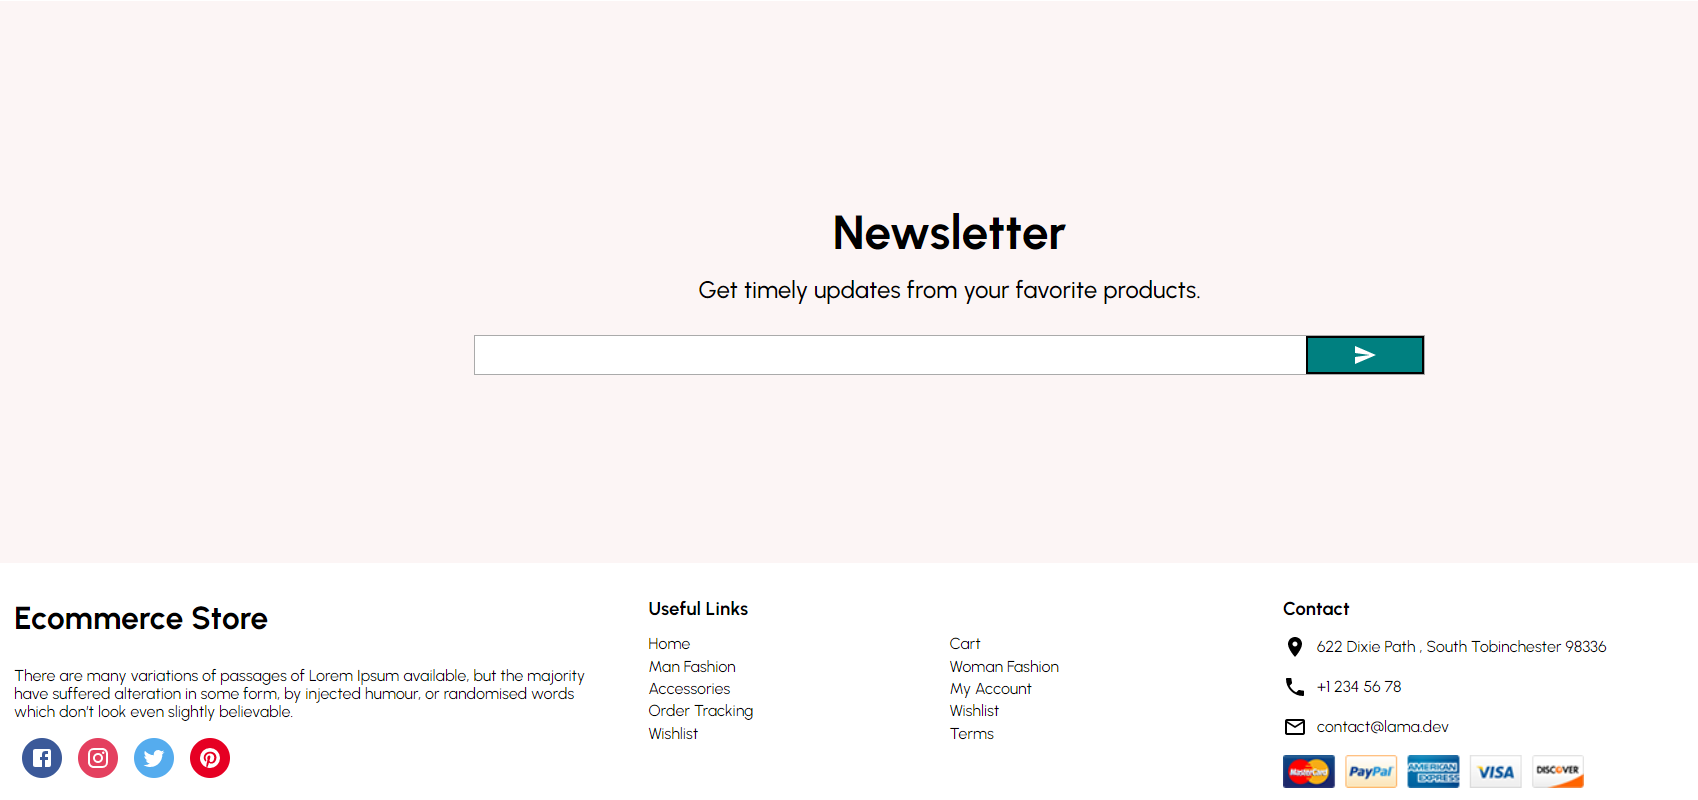 Newsletter
Get timely updates from your favorite products.
Ecommerce Store
There are many variations of passages of Lorem Ipsum available, but the majority
have suffered alteration in some form, by injected humour, or randomised words
which don't look even slightly believable.
Useful Links
Home
Man Fashion
Accessories
Order Tracking
Wishlist
Cart
Woman Fashion
My Account
Wishlist
Terms
Contact
622 Dixie Path , South Tobinchester 98336
+1 234 56 78
contact@lama.dev
MasterCard
PayPal
AMERICAN
EXPRESS
VISA
DISCOVER